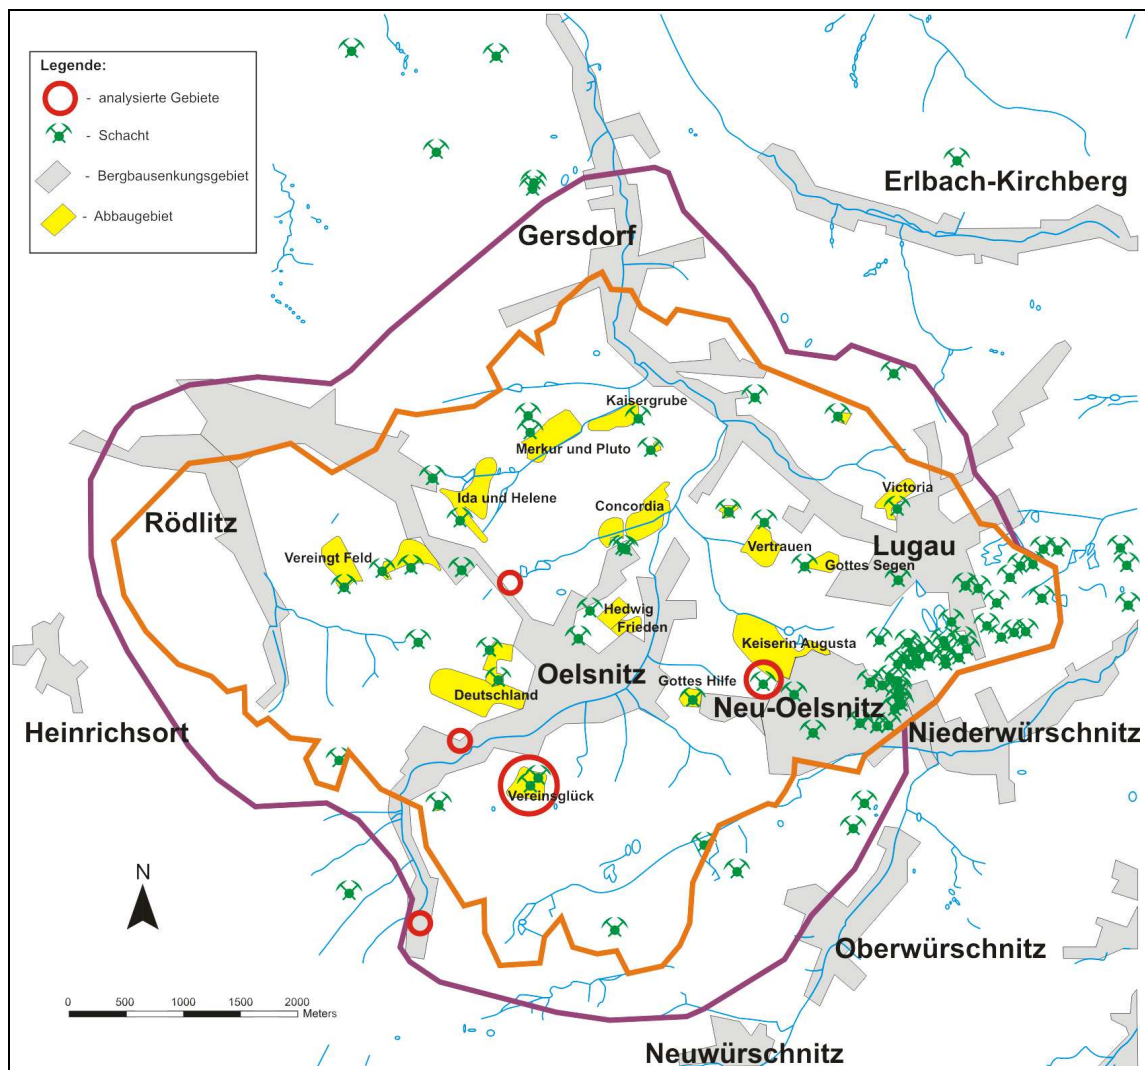 Legende:
- analysierte Gebiete
- Schacht
- Bergbausenkungsgebiet
- Abbaugebiet
Erlbach-Kirchberg
Gersdorf
Kaisergrube
Merkur und Pluto
Ida und Helene
Victoria
Concordia
Rödlitz
Vereingt Feld
Vertrauen
Lugau
Gottes Segen
Hedwig
Frieden
Keiserin Augusta
Oelsnitz
Gottes Hilfe
Deutschland
Neu-Oelsnitz
Heinrichsort
Niederwürschnitz
Vereinsglück
N
Oberwürschnitz
0 500 1000 1500 2000
Meters
Neuwürschnitz